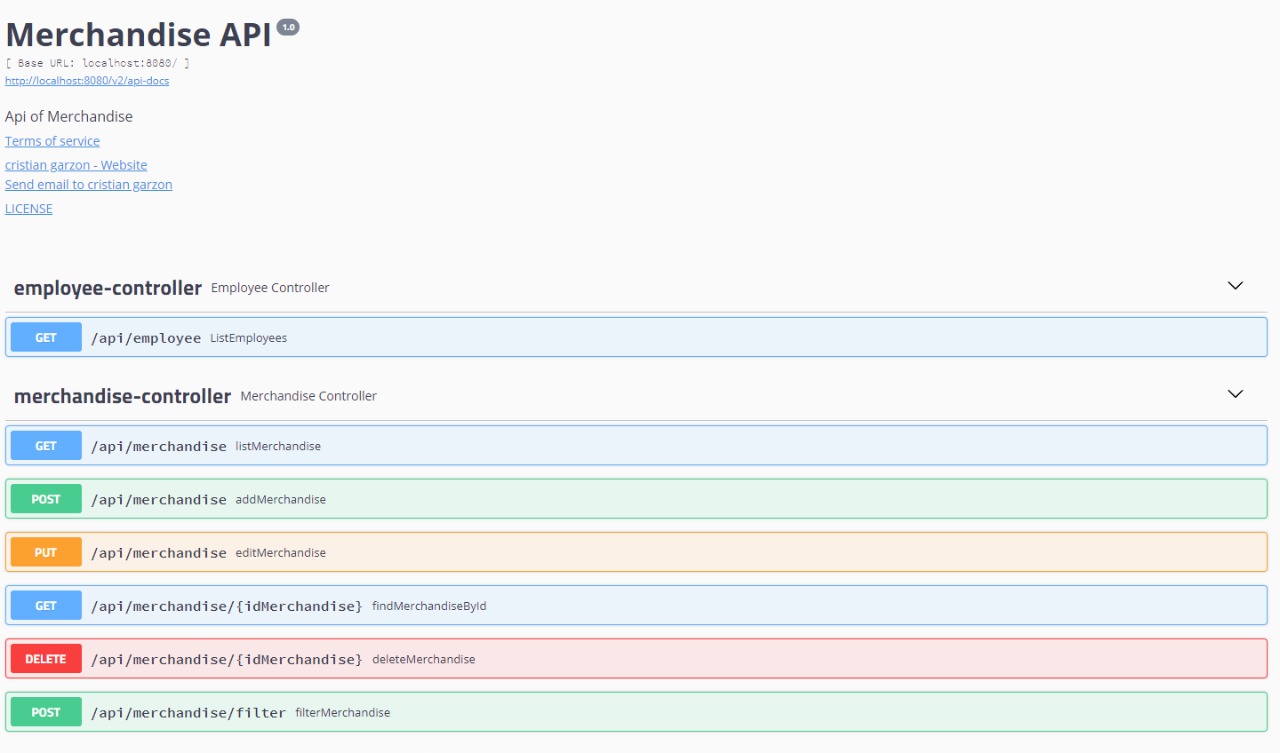 Merchandise API 1.0
[ Base URL: localhost:8080/ ]
http://localhost:8080/v2/api-docs
Api of Merchandise
Terms of service
cristian garzon - Website
Send email to cristian garzon
LICENSE
employee-controller Employee Controller
GET /api/employee ListEmployees
merchandise-controller Merchandise Controller
GET /api/merchandise listMerchandise
POST /api/merchandise addMerchandise
PUT /api/merchandise editMerchandise
GET /api/merchandise/{idMerchandise} findMerchandiseById
DELETE /api/merchandise/{idMerchandise} deleteMerchandise
POST /api/merchandise/filter filterMerchandise